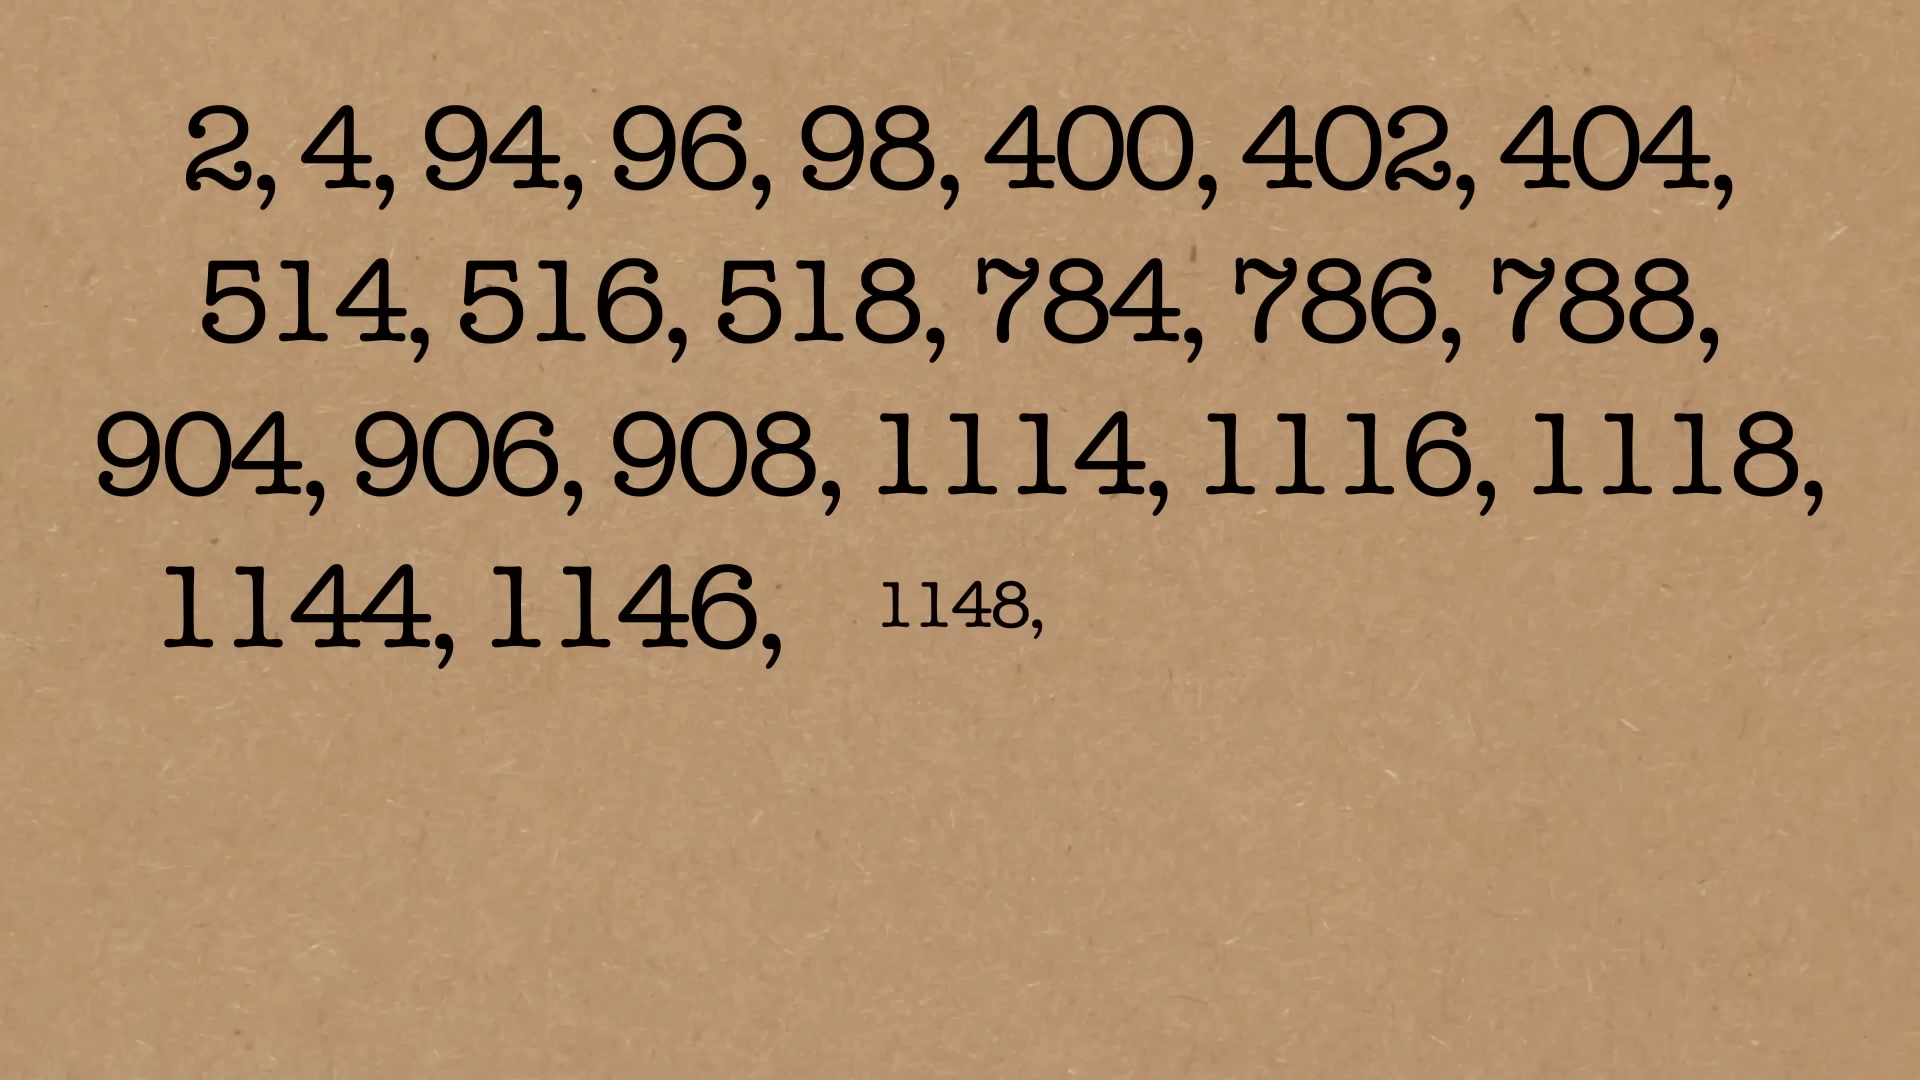 2, 4, 94, 96, 98, 400, 402, 404,
514, 516, 518, 784, 786, 788,
904, 906, 908, 1114, 1116, 1118,
1144, 1146, 1148,